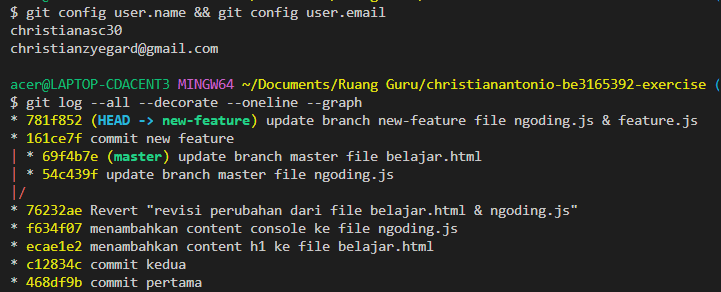 $ git config user.name && git config user.email
christianasc30
christianzyegard@gmail.com
acer@LAPTOP-CDACENT3 MINGW64 ~/Documents/Ruang Guru/christianantonio-be3165392-exercise (
$ git log --all --decorate --oneline --graph
* 781f852 (HEAD -> new-feature) update branch new-feature file ngoding.js & feature.js
* 161ce7f commit new feature
| * 69f4b7e (master) update branch master file belajar.html
| * 54c439f update branch master file ngoding.js
|/
* 76232ae Revert "revisi perubahan dari file belajar.html & ngoding.js"
* f634f07 menambahkan content console ke file ngoding.js
* ecae1e2 menambahkan content h1 ke file belajar.html
* c12834c commit kedua
* 468df9b commit pertama